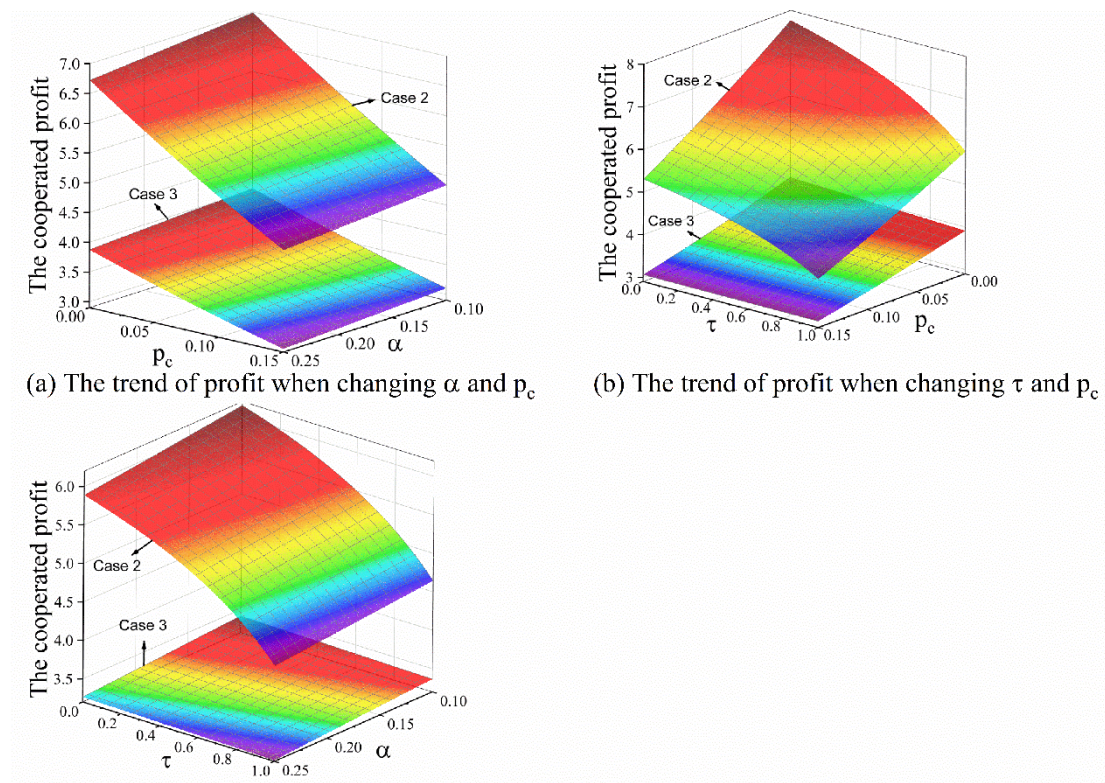 The cooperated profit
7.0
6.5
6.0
5.5
5.0
4.5
4.0
3.5
3.0
Case 2
Case 3
0.00
0.05
0.10
0.15
p_c
0.25
0.20
0.15
0.10
α
(a) The trend of profit when changing α and p_c
The cooperated profit
8
7
6
5
4
3
Case 2
Case 3
0.0
0.2
0.4
0.6
0.8
1.0
τ
0.15
0.10
0.05
0.00
p_c
(b) The trend of profit when changing τ and p_c
The cooperated profit
6.0
5.5
5.0
4.5
4.0
3.5
Case 2
Case 3
0.0
0.2
0.4
0.6
0.8
1.0
τ
0.25
0.20
0.15
0.10
α